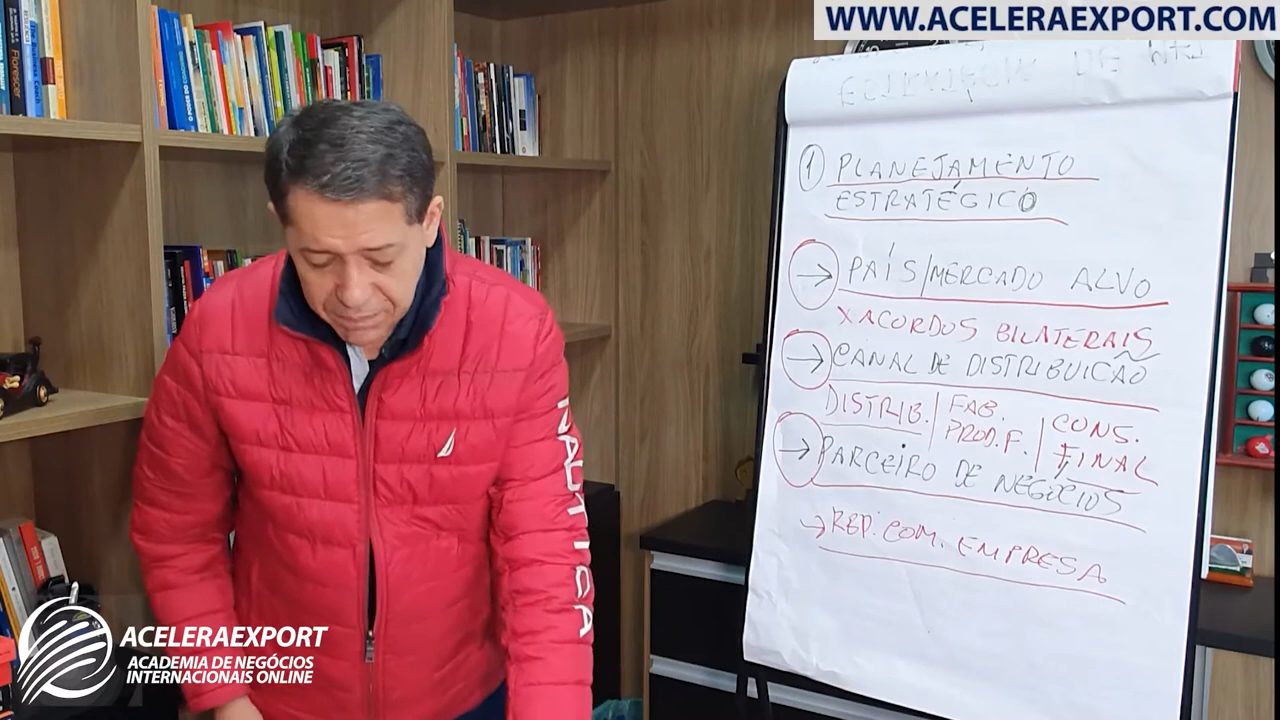 WWW.ACELERAEXPORT.COM
1 PLANEJAMENTO
ESTRATÉGICO
→ PAÍS/MERCADO ALVO
X ACORDOS BILATERAIS
→ CANAL DE DISTRIBUIÇÃO
DISTRIB. / FAB. PROD.F. / CONS. FINAL
→ PARCEIRO DE NEGÓCIOS
→ REP. COM. EMPRESA
NAUTICA
ACELERAEXPORT
ACADEMIA DE NEGÓCIOS
INTERNACIONAIS ONLINE